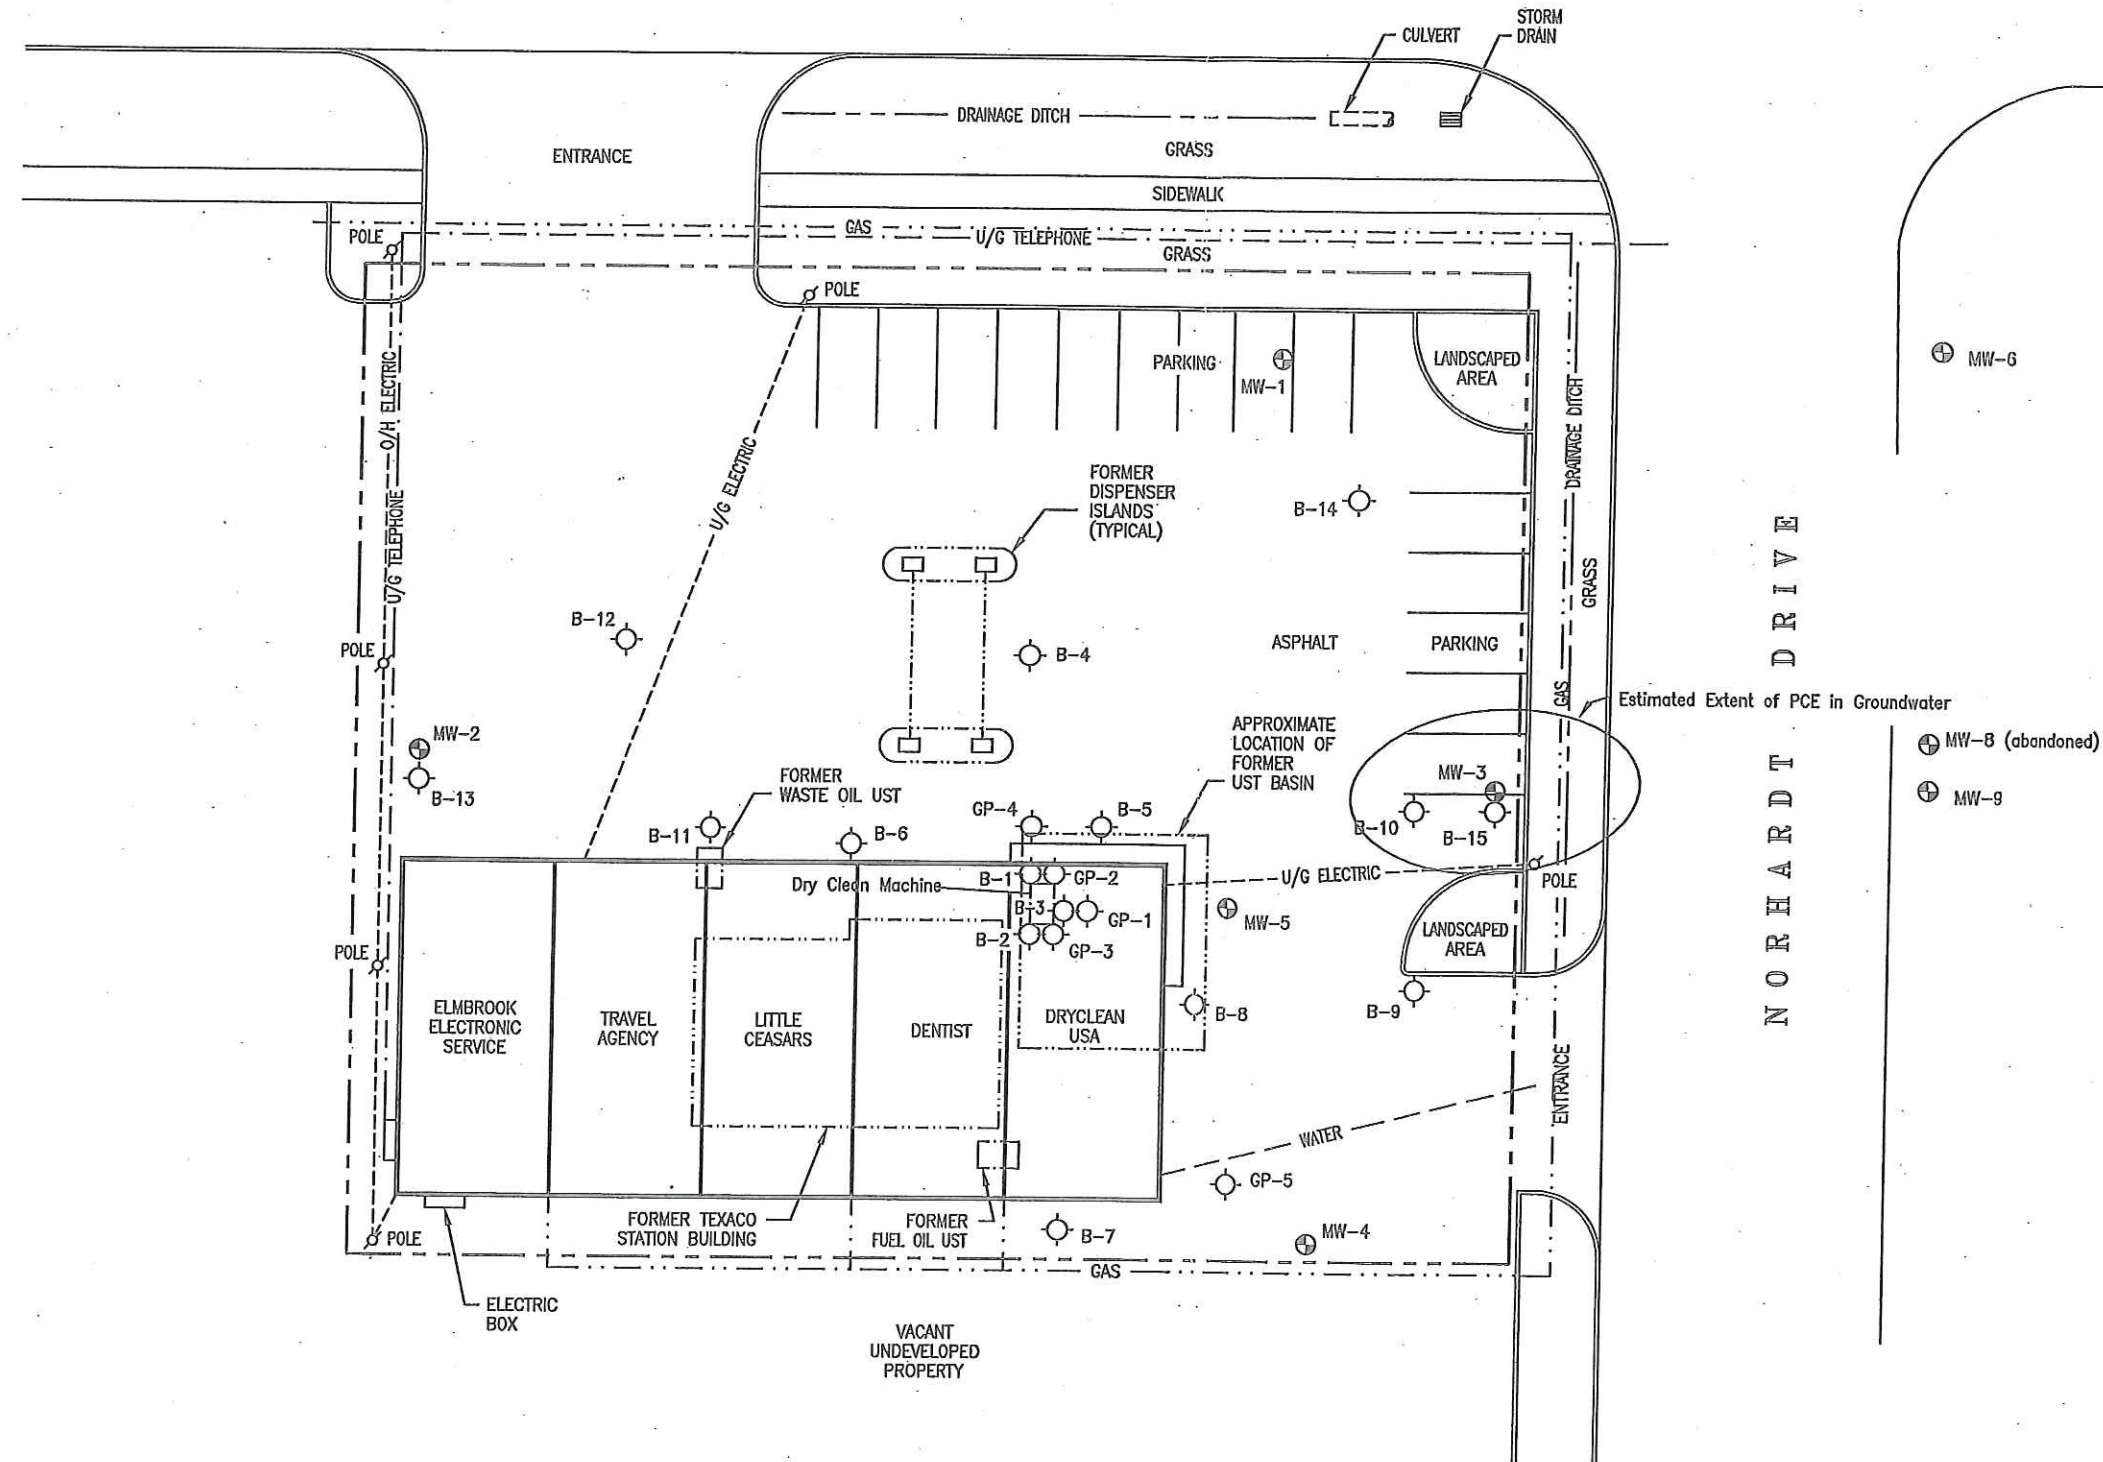 STORM
DRAIN
CULVERT
DRAINAGE DITCH
ENTRANCE
GRASS
SIDEWALK
GAS
U/G TELEPHONE
POLE
GRASS
POLE
O/H ELECTRIC
U/G TELEPHONE
PARKING
MW-1
LANDSCAPED
AREA
MW-6
DRAINAGE DITCH
U/G ELECTRIC
FORMER
DISPENSER
ISLANDS
(TYPICAL)
B-14
GRASS
NORHARDT DRIVE
B-12
B-4
ASPHALT
PARKING
POLE
GAS
Estimated Extent of PCE in Groundwater
MW-2
B-13
APPROXIMATE
LOCATION OF
FORMER
UST BASIN
MW-8 (abandoned)
MW-9
MW-3
FORMER
WASTE OIL UST
GP-4
B-5
B-11
B-6
B-10
B-15
Dry Clean Machine
B-1
GP-2
U/G ELECTRIC
POLE
B-3
GP-1
MW-5
B-2
GP-3
LANDSCAPED
AREA
POLE
ELMBROOK
ELECTRONIC
SERVICE
TRAVEL
AGENCY
LITTLE
CEASARS
DENTIST
DRYCLEAN
USA
B-8
B-9
ENTRANCE
WATER
GP-5
FORMER TEXACO
STATION BUILDING
FORMER
FUEL OIL UST
B-7
MW-4
POLE
GAS
ELECTRIC
BOX
VACANT
UNDEVELOPED
PROPERTY